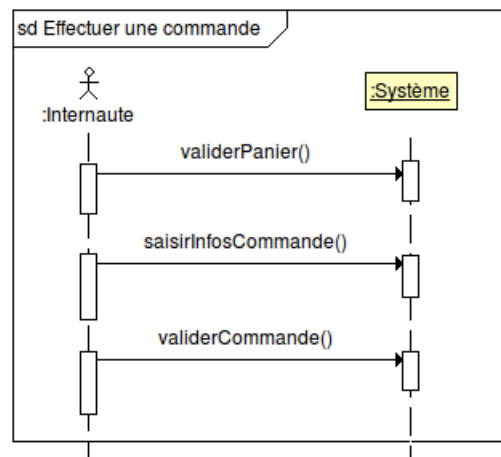 sd Effectuer une commande
:Internaute
:Système
validerPanier()
saisirInfosCommande()
validerCommande()